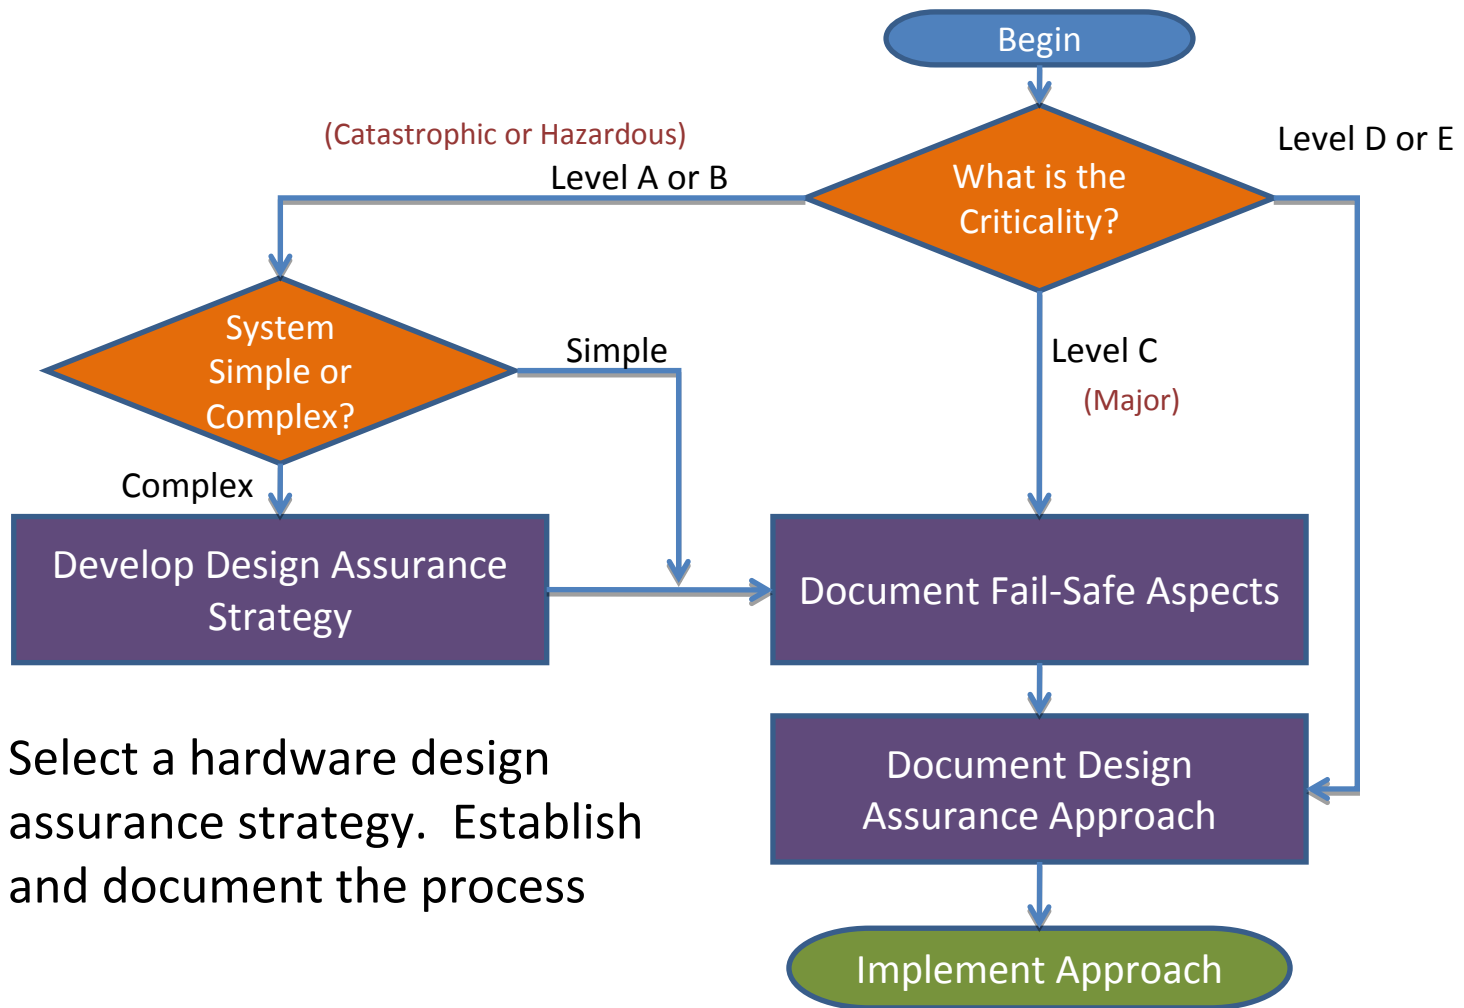 Begin
(Catastrophic or Hazardous)
Level A or B
Level D or E
What is the
Criticality?
System
Simple or
Complex?
Simple
Level C
(Major)
Complex
Develop Design Assurance
Strategy
Document Fail-Safe Aspects
Select a hardware design
assurance strategy.  Establish
and document the process
Document Design
Assurance Approach
Implement Approach